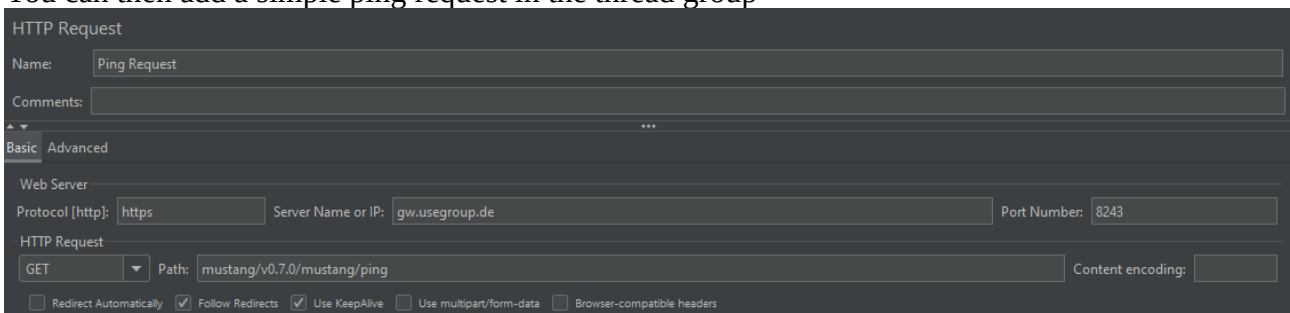 You can then add a simple ping request in the thread group
HTTP Request
Name: Ping Request
Comments:
Basic Advanced
Web Server
Protocol [http]: https Server Name or IP: gw.usegroup.de Port Number: 8243
HTTP Request
GET Path: mustang/v0.7.0/mustang/ping Content encoding:
Redirect Automatically Follow Redirects Use KeepAlive Use multipart/form-data Browser-compatible headers